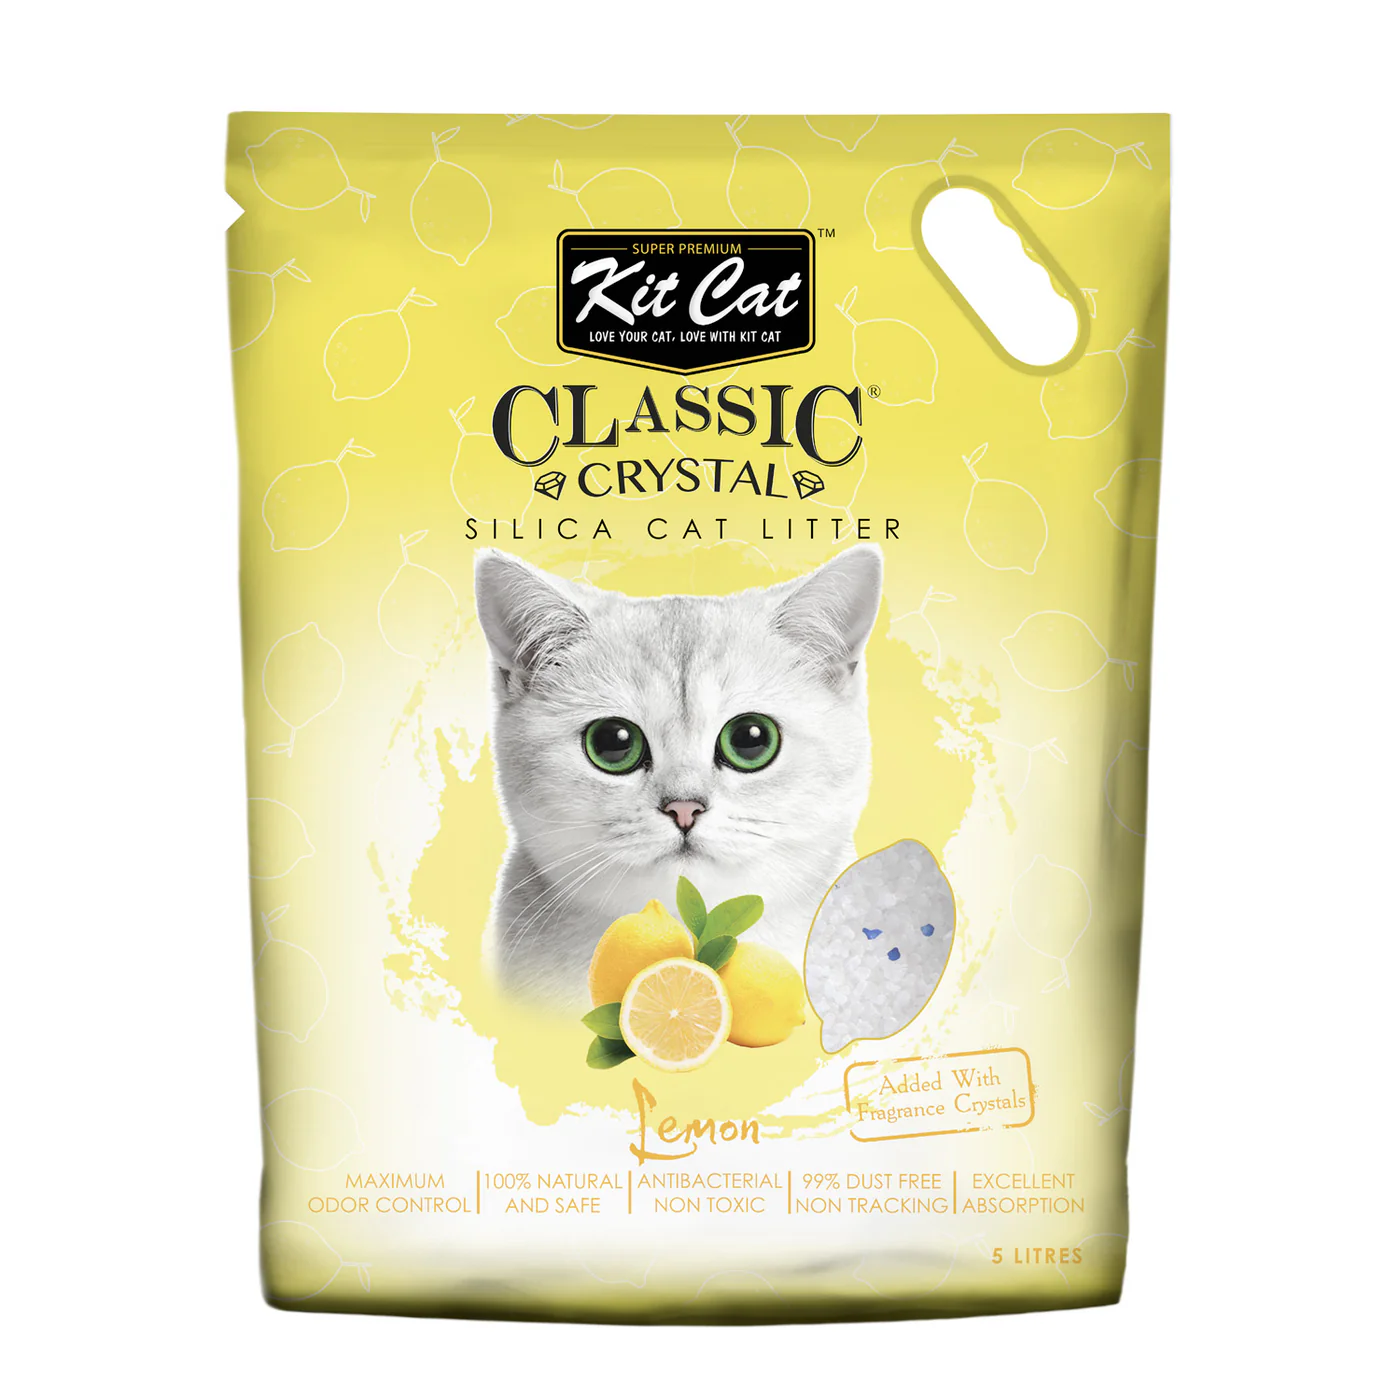 SUPER PREMIUM
Kit Cat™
LOVE YOUR CAT, LOVE WITH KIT CAT
CLASSIC®
CRYSTAL
SILICA CAT LITTER
Added With
Fragrance Crystals
Lemon
MAXIMUM
ODOR CONTROL
100% NATURAL
AND SAFE
ANTIBACTERIAL
NON TOXIC
99% DUST FREE
NON TRACKING
EXCELLENT
ABSORPTION
5 LITRES